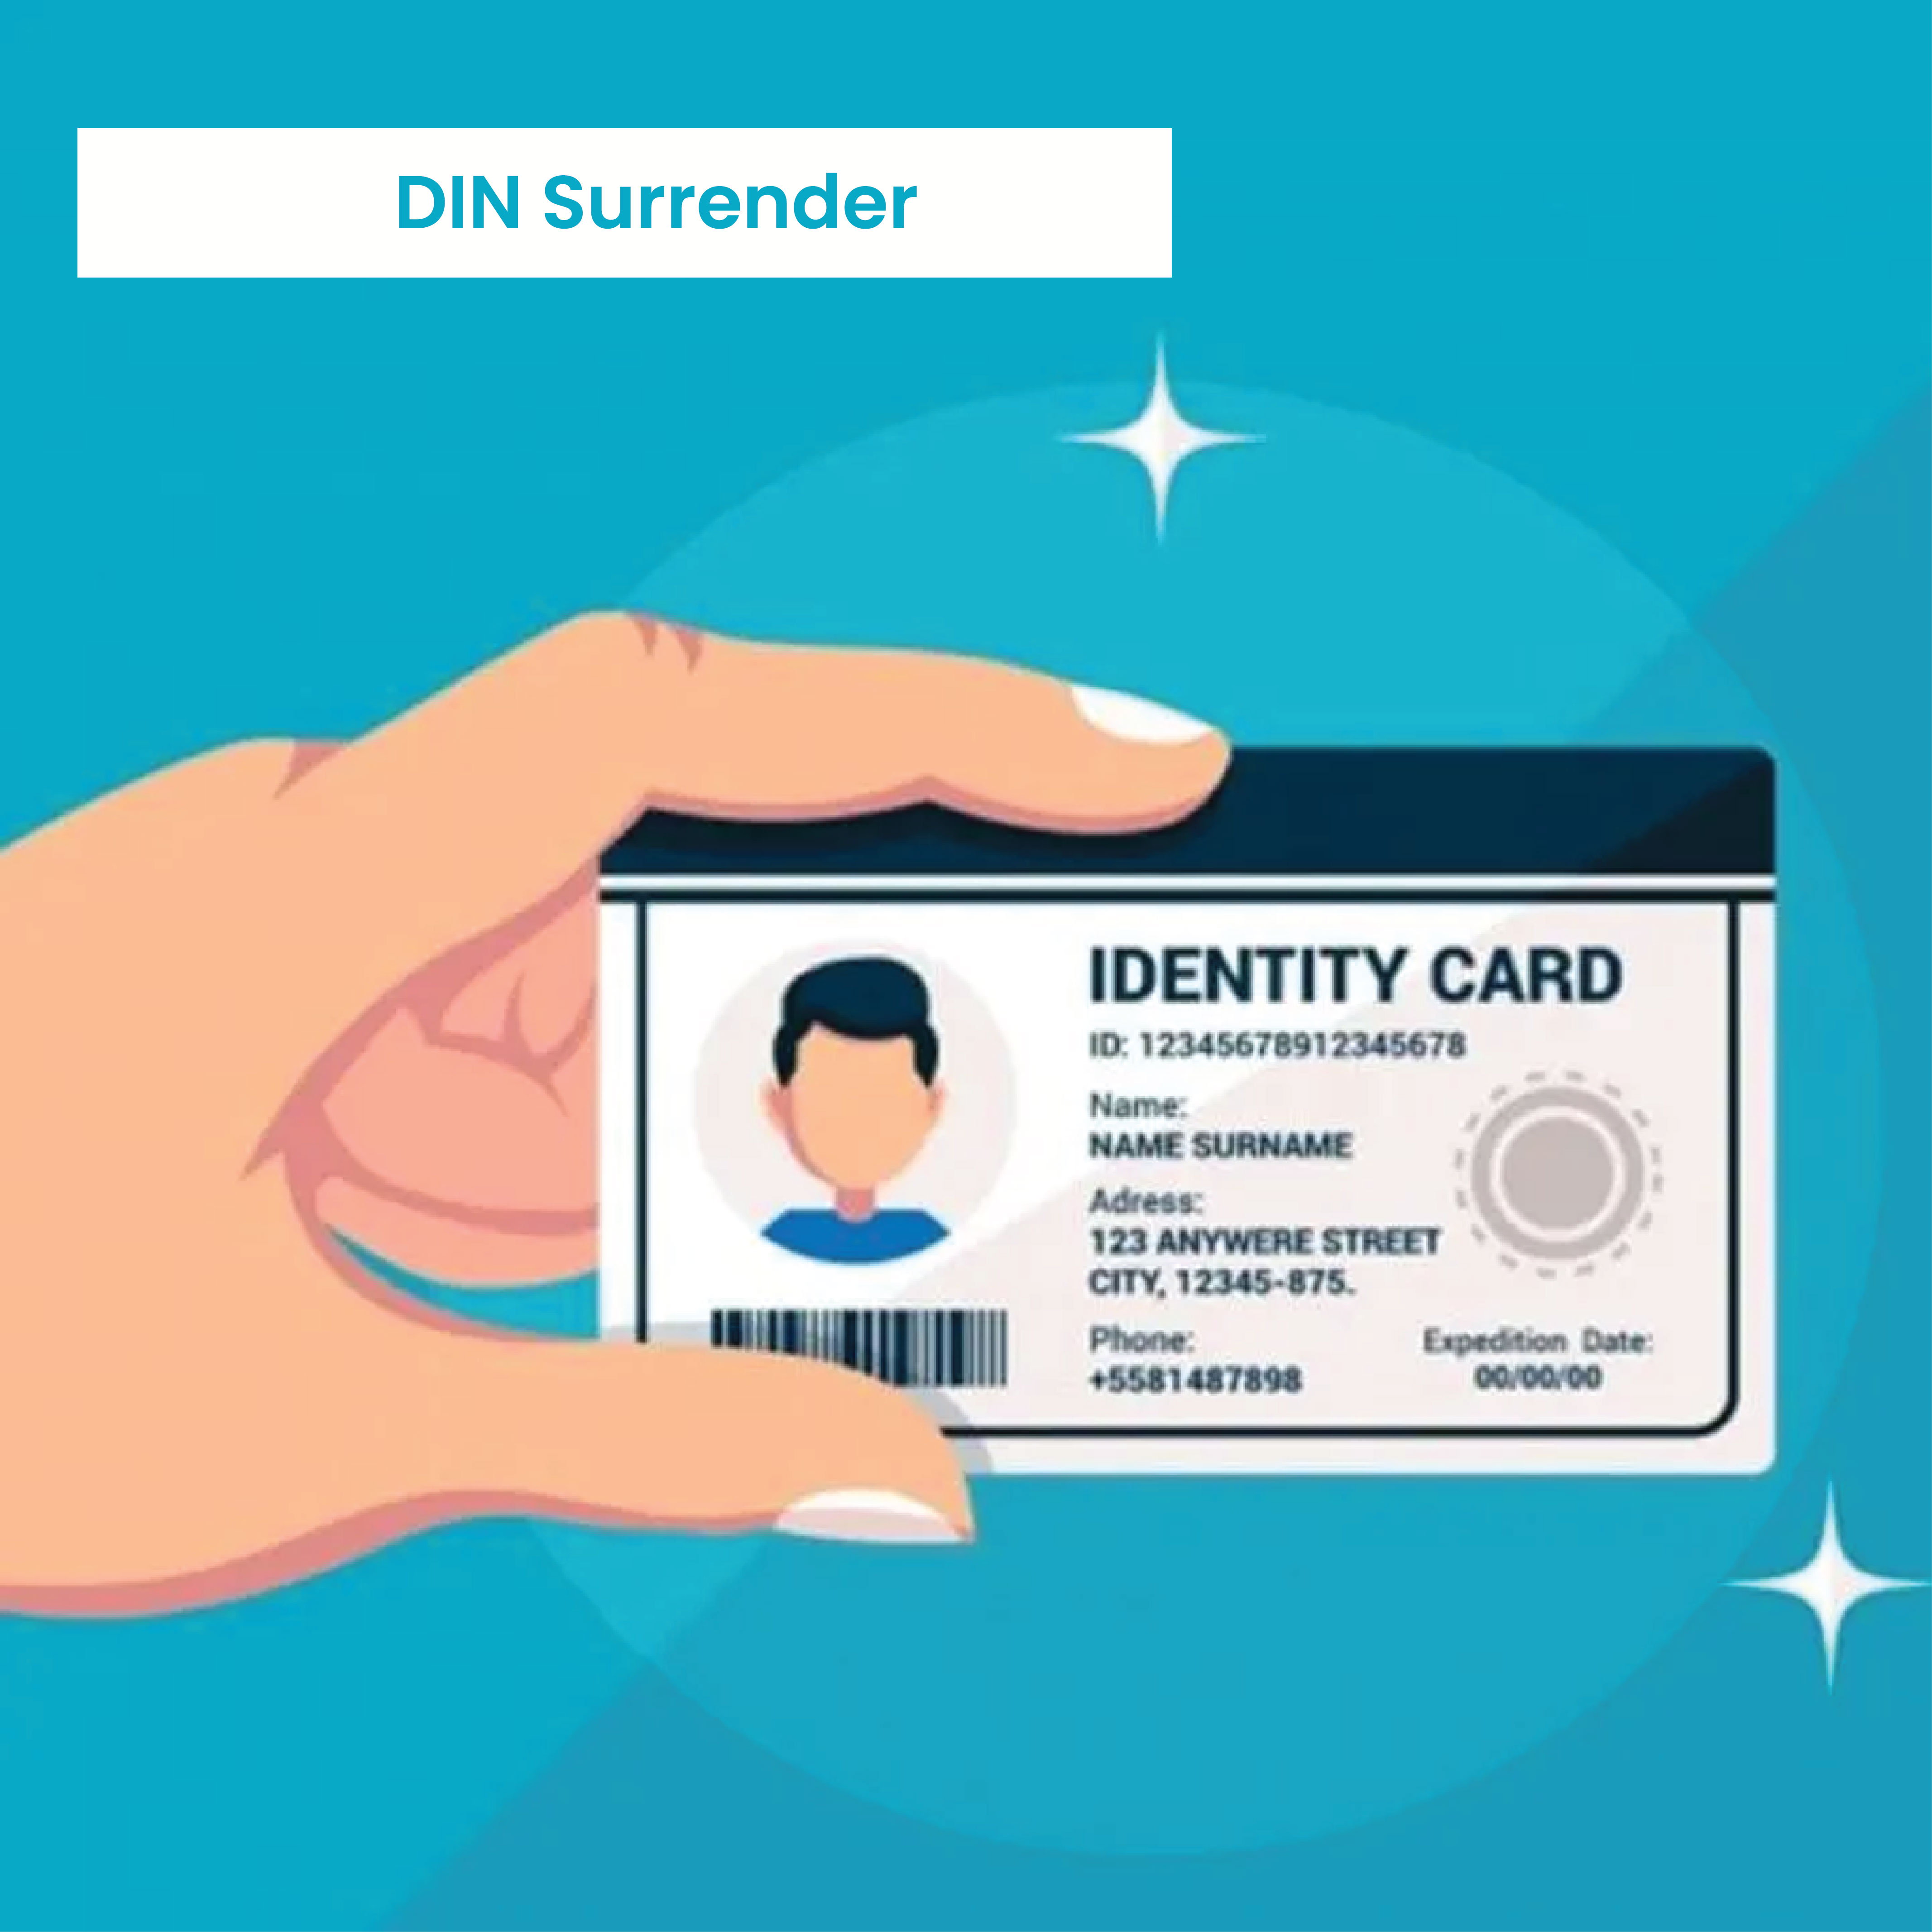 DIN Surrender
IDENTITY CARD
ID: 12345678912345678
Name:
NAME SURNAME
Adress:
123 ANYWERE STREET
CITY, 12345-875.
Phone:
+5581487898
Expedition Date:
00/00/00